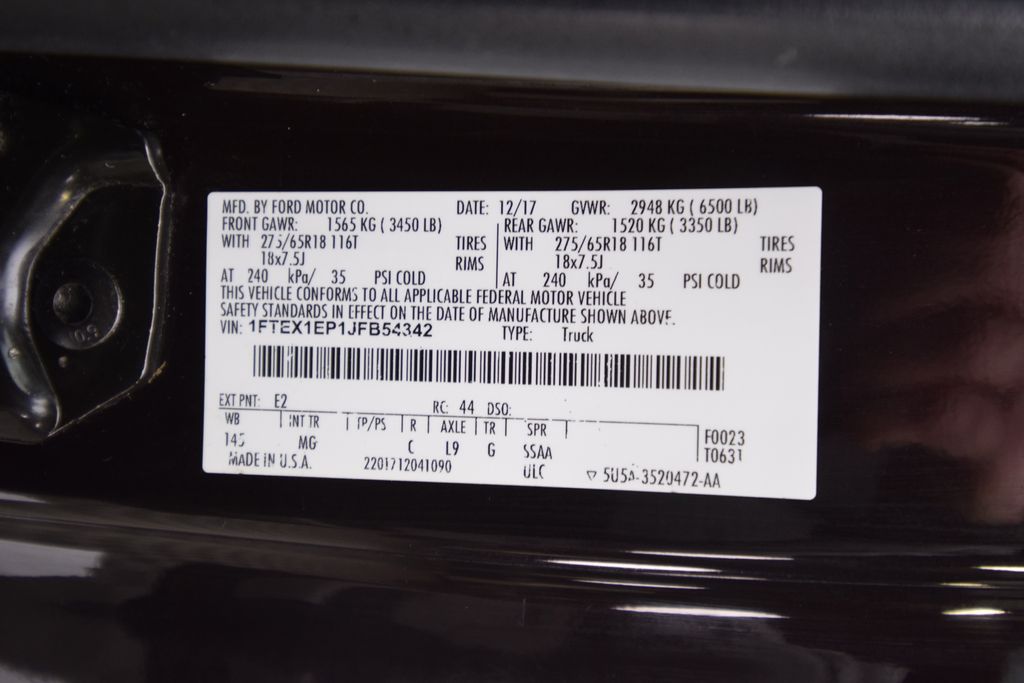 MFD. BY FORD MOTOR CO. DATE: 12/17 GVWR: 2948 KG ( 6500 LB)
FRONT GAWR: 1565 KG ( 3450 LB) REAR GAWR: 1520 KG ( 3350 LB)
WITH 275/65R18 116T TIRES WITH 275/65R18 116T TIRES
18x7.5J RIMS 18x7.5J RIMS
AT 240 kPa/ 35 PSI COLD AT 240 kPa/ 35 PSI COLD
THIS VEHICLE CONFORMS TO ALL APPLICABLE FEDERAL MOTOR VEHICLE
SAFETY STANDARDS IN EFFECT ON THE DATE OF MANUFACTURE SHOWN ABOVE.
VIN: 1FTEX1EP1JFB54342 TYPE: Truck
EXT PNT: E2 RC: 44 DSO:
WB INT TR TP/PS R AXLE TR SPR F0023
145 MG C L9 G SSAA T0631
MADE IN U.S.A. 2201712041090 ULC 5U5A-3520472-AA